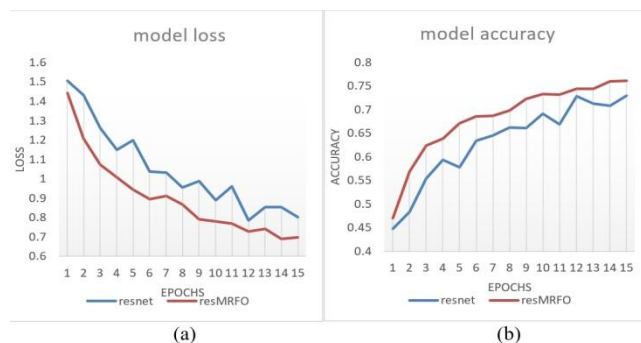 model loss
1.6
1.5
1.4
1.3
1.2
1.1
1
0.9
0.8
0.7
0.6
LOSS
1 2 3 4 5 6 7 8 9 10 11 12 13 14 15
EPOCHS
resnet resMRFO
(a)
model accuracy
0.8
0.75
0.7
0.65
0.6
0.55
0.5
0.45
0.4
ACCURACY
1 2 3 4 5 6 7 8 9 10 11 12 13 14 15
EPOCHS
resnet resMRFO
(b)